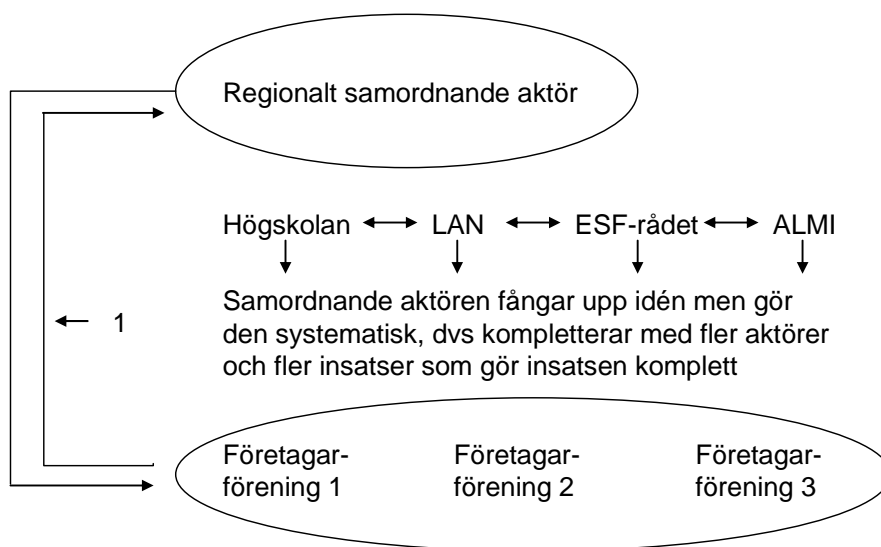 Regionalt samordnande aktör
Högskolan LAN ESF-rådet ALMI
Samordnande aktören fångar upp idén men gör
den systematisk, dvs kompletterar med fler aktörer
och fler insatser som gör insatsen komplett
1
Företagar- Företagar- Företagar-
förening 1 förening 2 förening 3